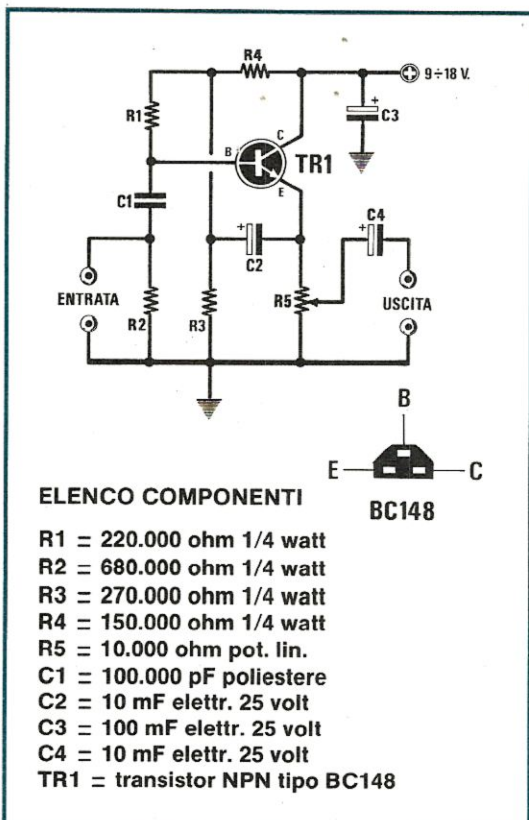 R4
9÷18 V.
R1
C
C3
B
TR1
E
C1
C4
C2
ENTRATA
R5
USCITA
R2
R3
B
E
C
BC148
ELENCO COMPONENTI
R1 = 220.000 ohm 1/4 watt
R2 = 680.000 ohm 1/4 watt
R3 = 270.000 ohm 1/4 watt
R4 = 150.000 ohm 1/4 watt
R5 = 10.000 ohm pot. lin.
C1 = 100.000 pF poliestere
C2 = 10 mF elettr. 25 volt
C3 = 100 mF elettr. 25 volt
C4 = 10 mF elettr. 25 volt
TR1 = transistor NPN tipo BC148